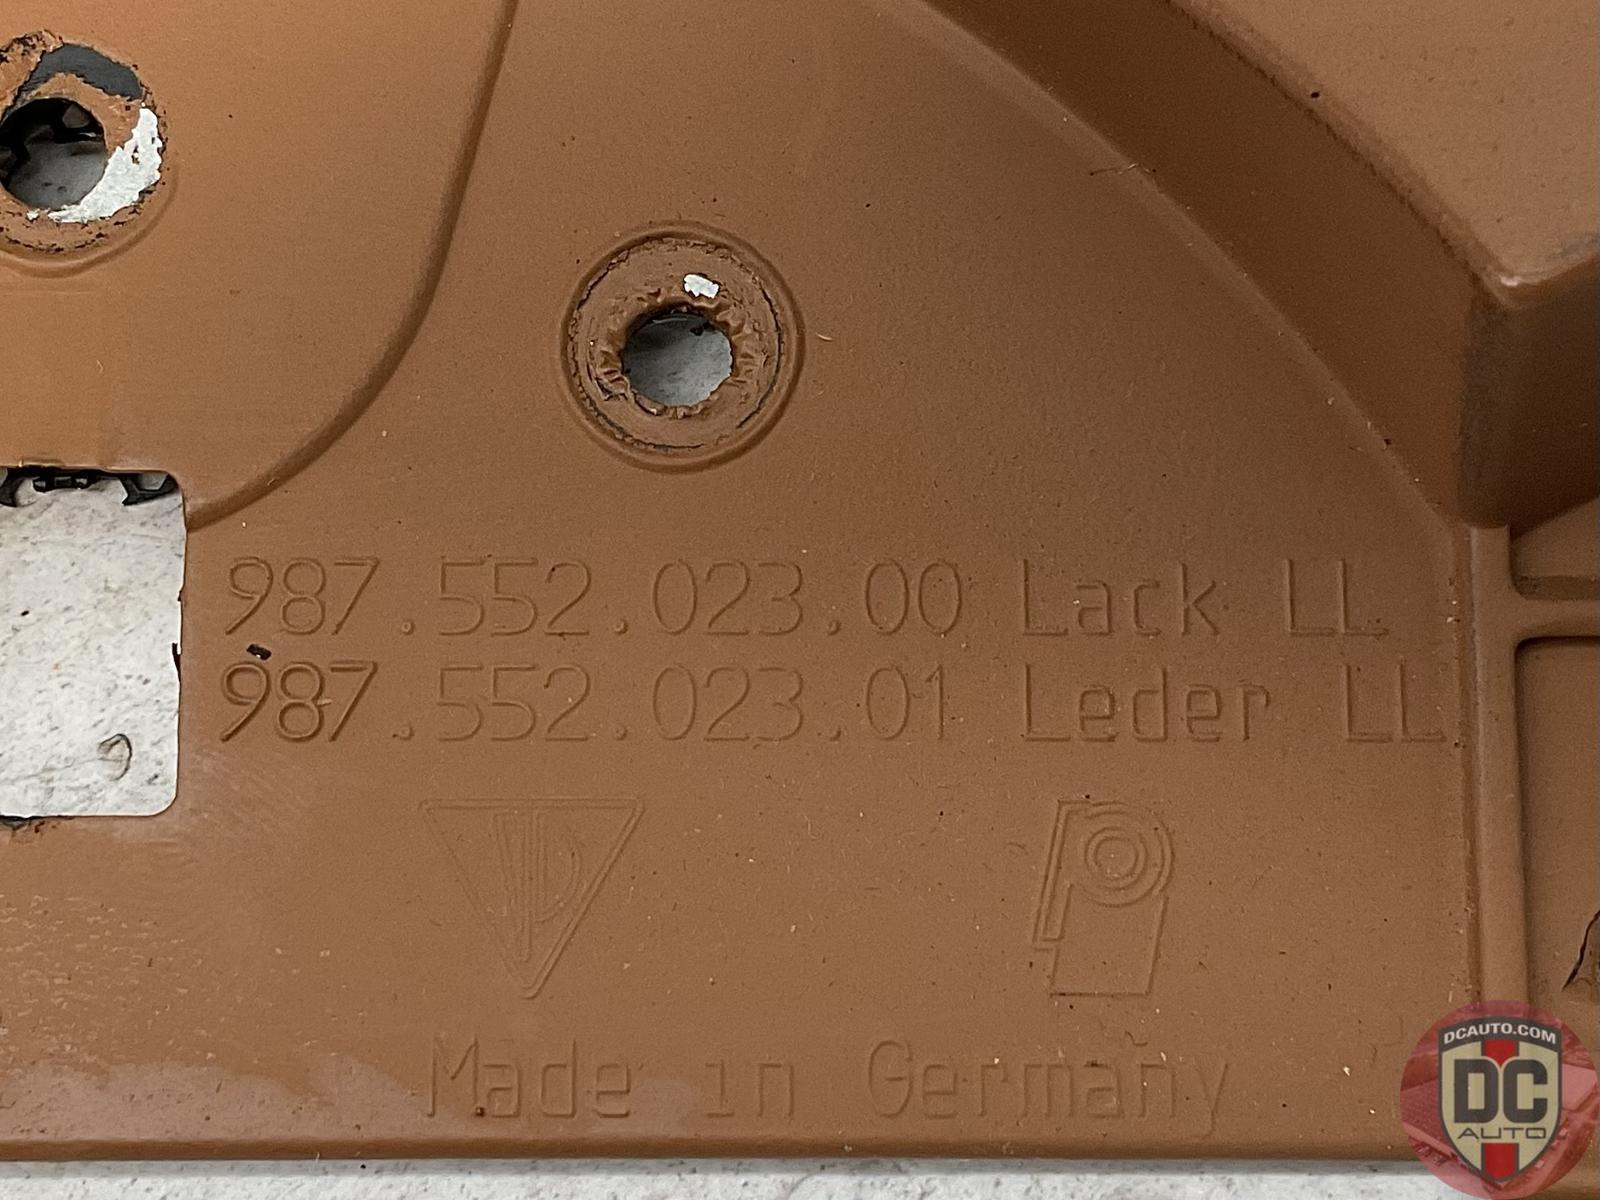 987.552.023.00 Lack LL
987.552.023.01 Leder LL
Made in Germany
DCAUTO.COM
DC
AUTO